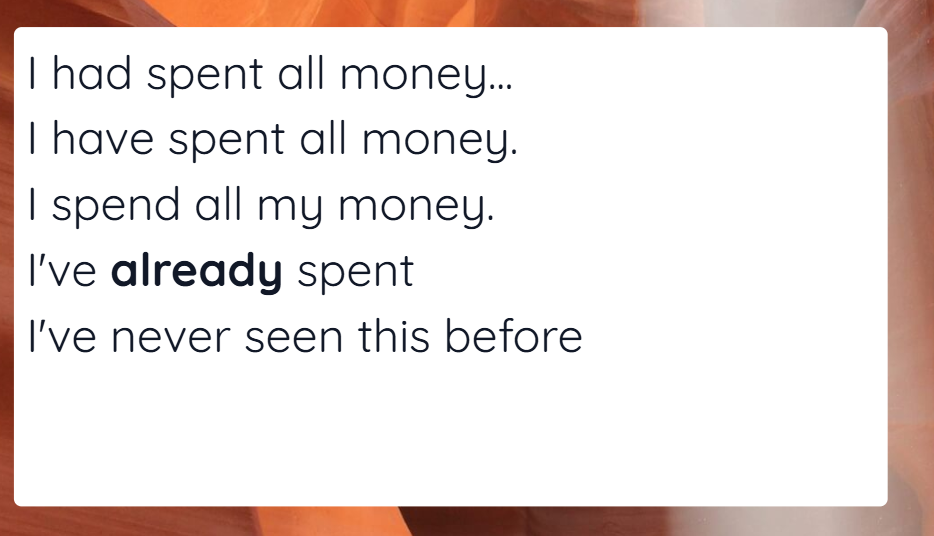 I had spent all money...
I have spent all money.
I spend all my money.
I've already spent
I've never seen this before